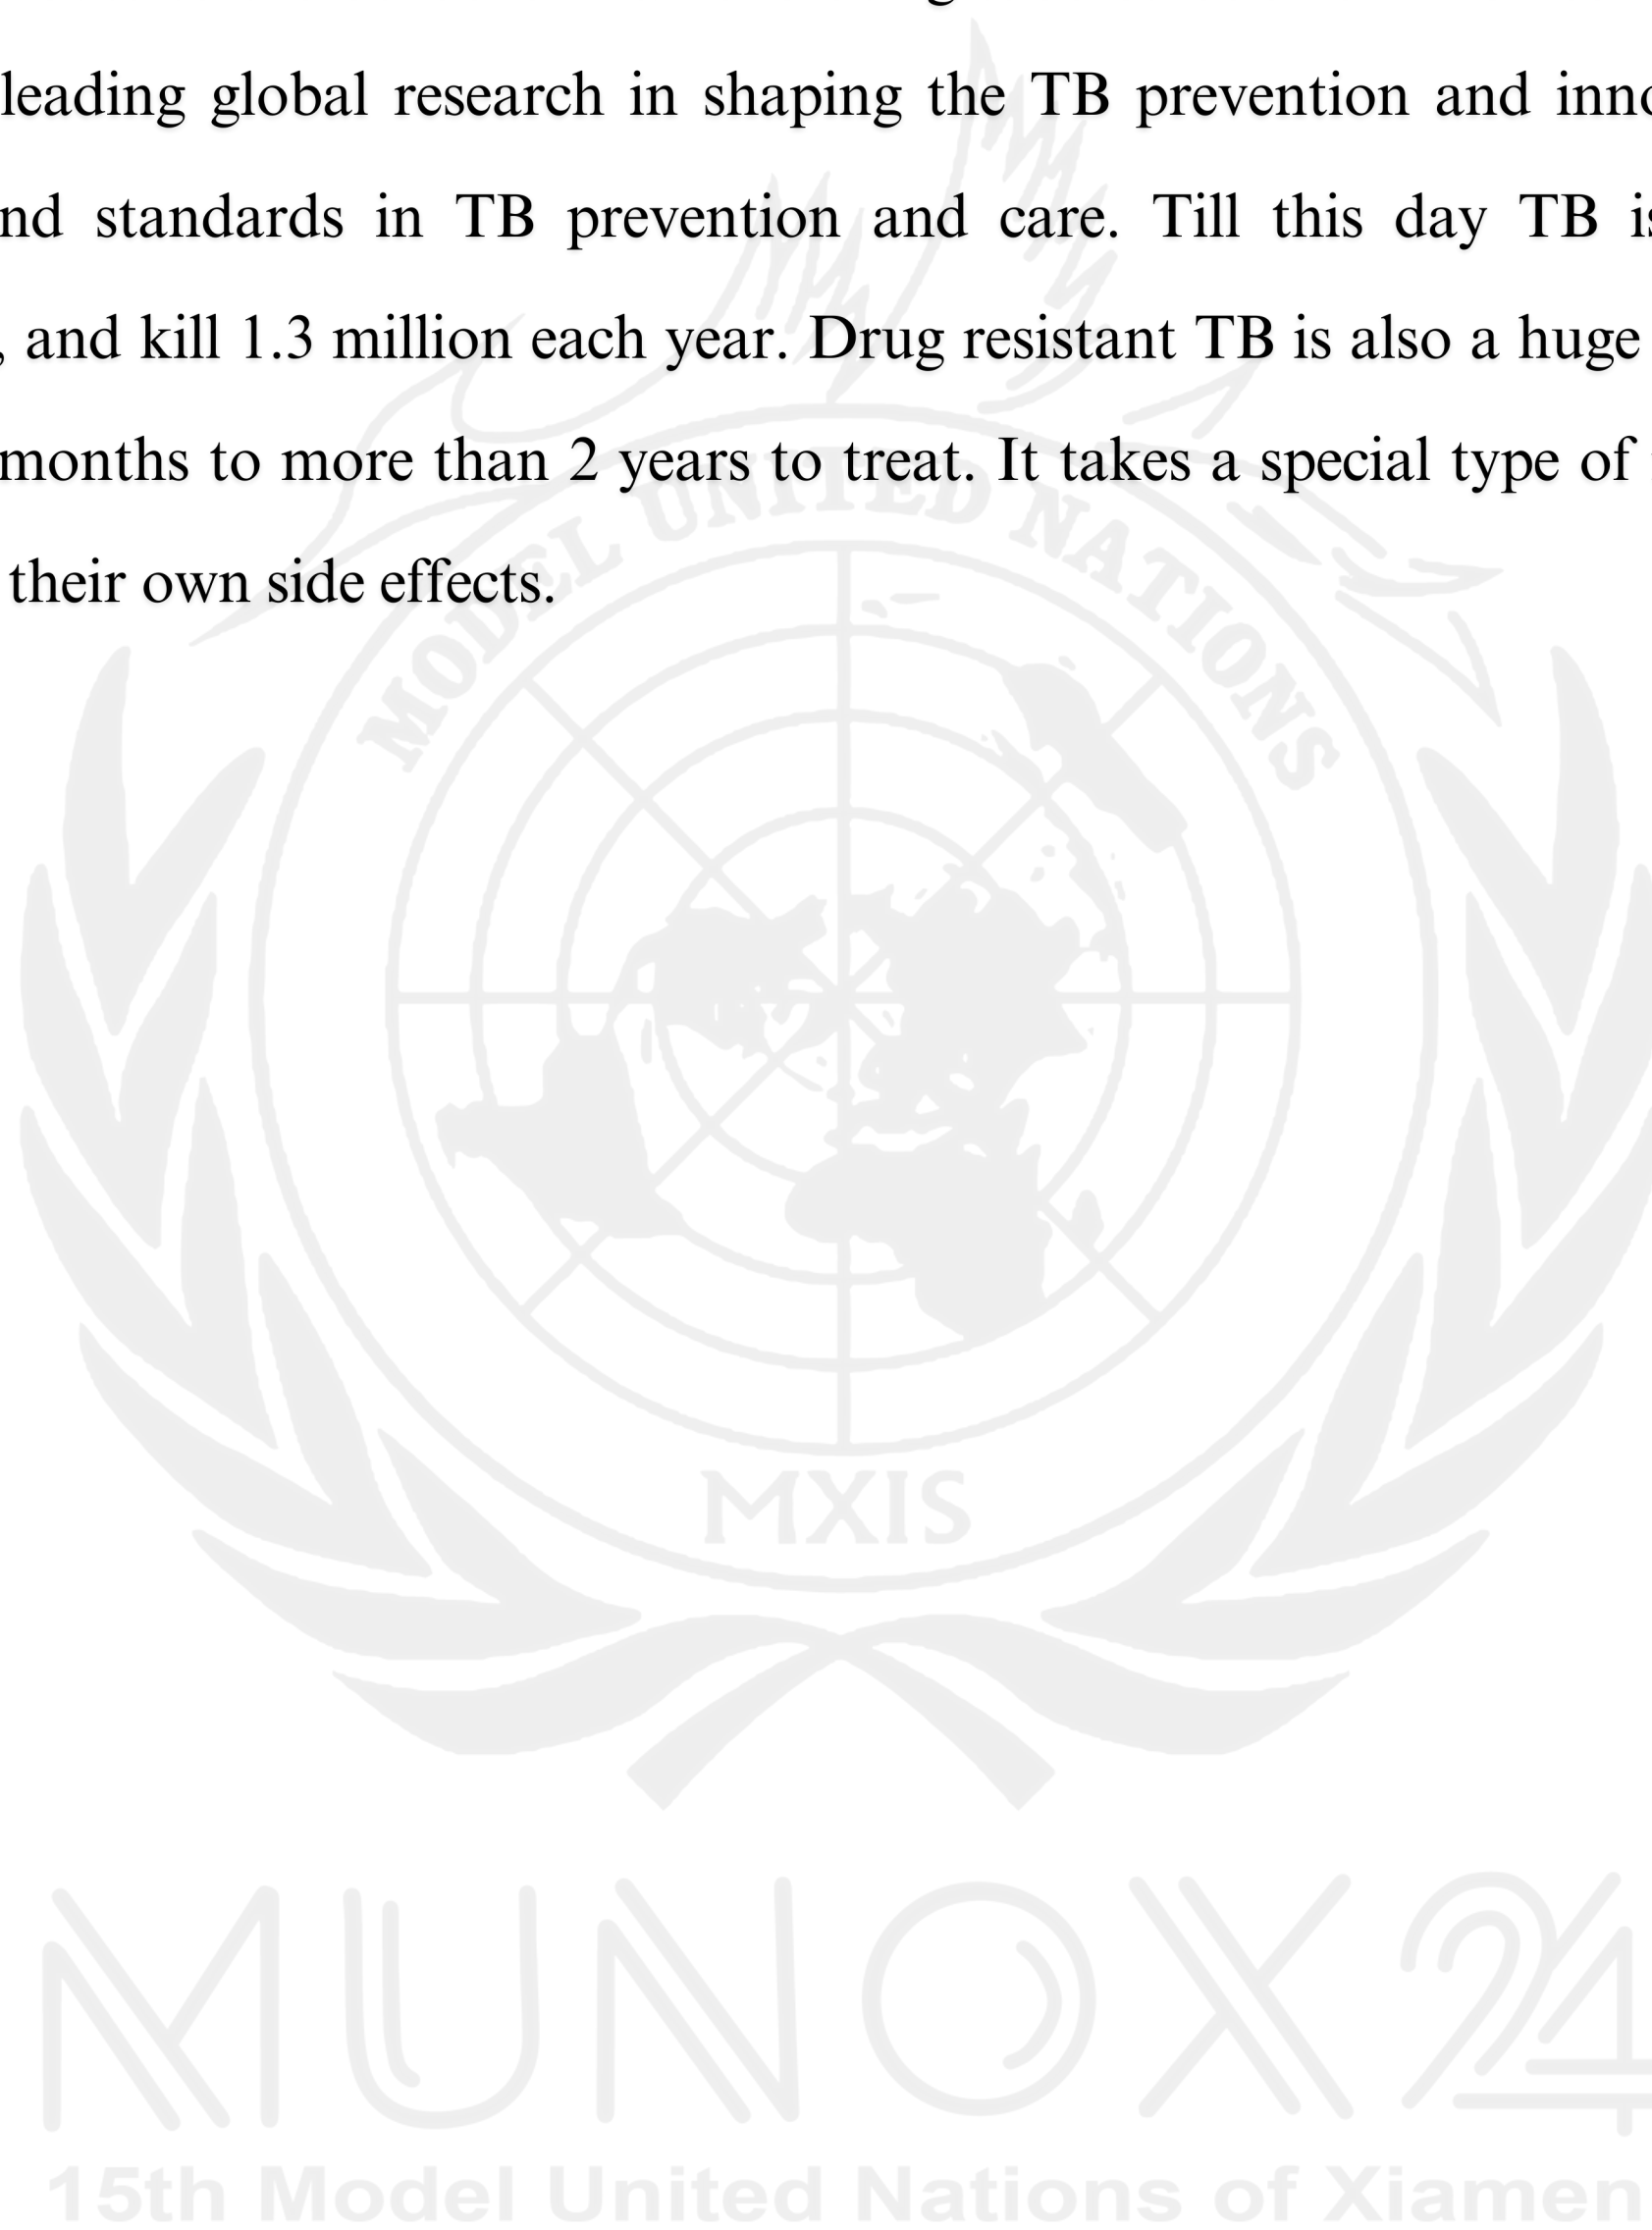 leading global research in shaping the TB prevention and inno
nd standards in TB prevention and care. Till this day TB is
, and kill 1.3 million each year. Drug resistant TB is also a huge
months to more than 2 years to treat. It takes a special type of
their own side effects.
MODEL UNITED NATIONS
MXIS
MUNOX24
15th Model United Nations of Xiamen